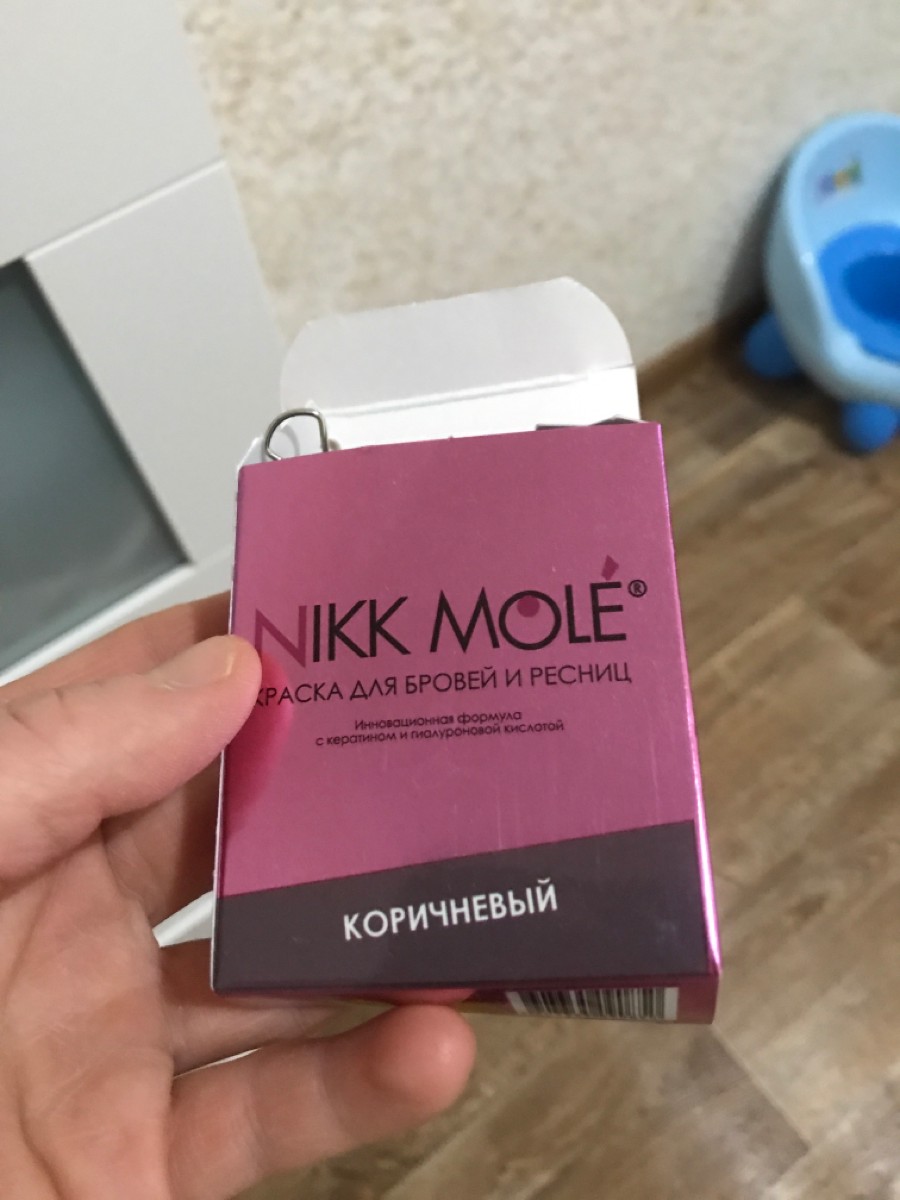 NIKK MOLÉ®
КРАСКА ДЛЯ БРОВЕЙ И РЕСНИЦ
Инновационная формула
с кератином и гиалуроновой кислотой
КОРИЧНЕВЫЙ